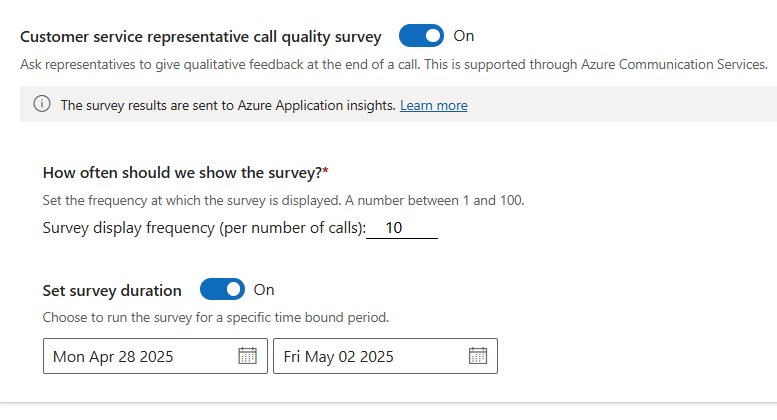 Customer service representative call quality survey On
Ask representatives to give qualitative feedback at the end of a call. This is supported through Azure Communication Services.
The survey results are sent to Azure Application insights. Learn more
How often should we show the survey?*
Set the frequency at which the survey is displayed. A number between 1 and 100.
Survey display frequency (per number of calls): 10
Set survey duration On
Choose to run the survey for a specific time bound period.
Mon Apr 28 2025 Fri May 02 2025